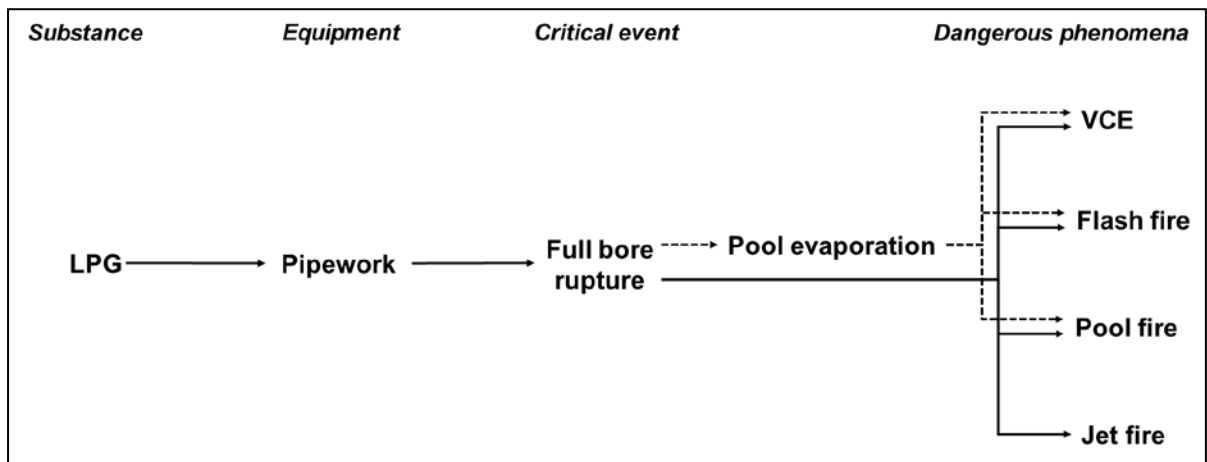 Substance Equipment Critical event Dangerous phenomena
VCE
Flash fire
LPG Pipework Full bore rupture Pool evaporation
Pool fire
Jet fire